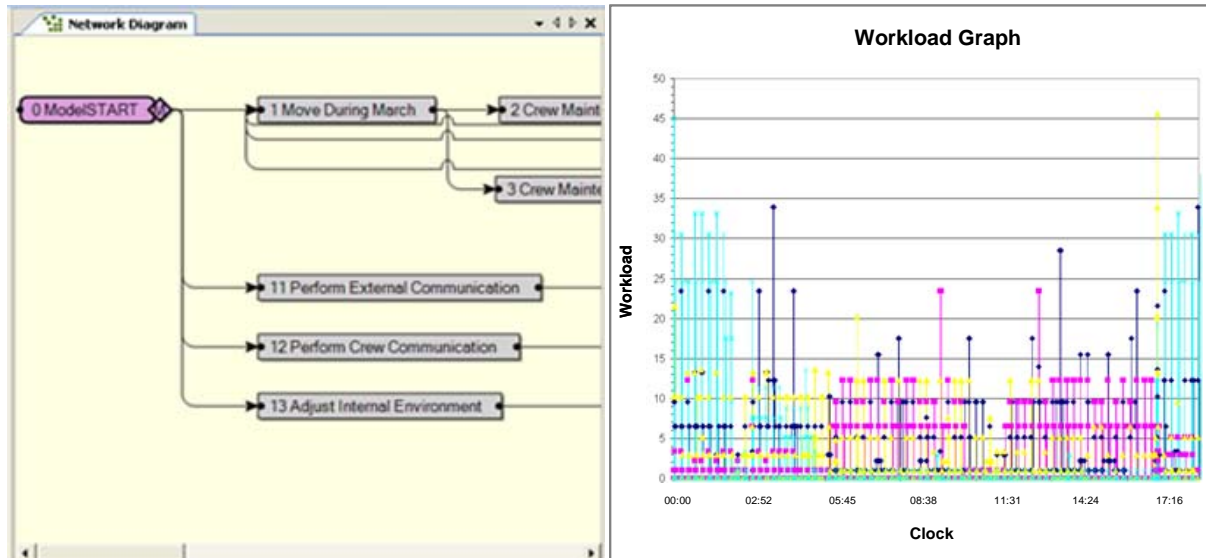 Network Diagram
0 ModelSTART
M
1 Move During March
2 Crew Maint
3 Crew Mainte
11 Perform External Communication
12 Perform Crew Communication
13 Adjust Internal Environment
Workload Graph
50
45
40
35
30
25
20
15
10
5
0
Workload
00:00 02:52 05:45 08:38 11:31 14:24 17:16
Clock